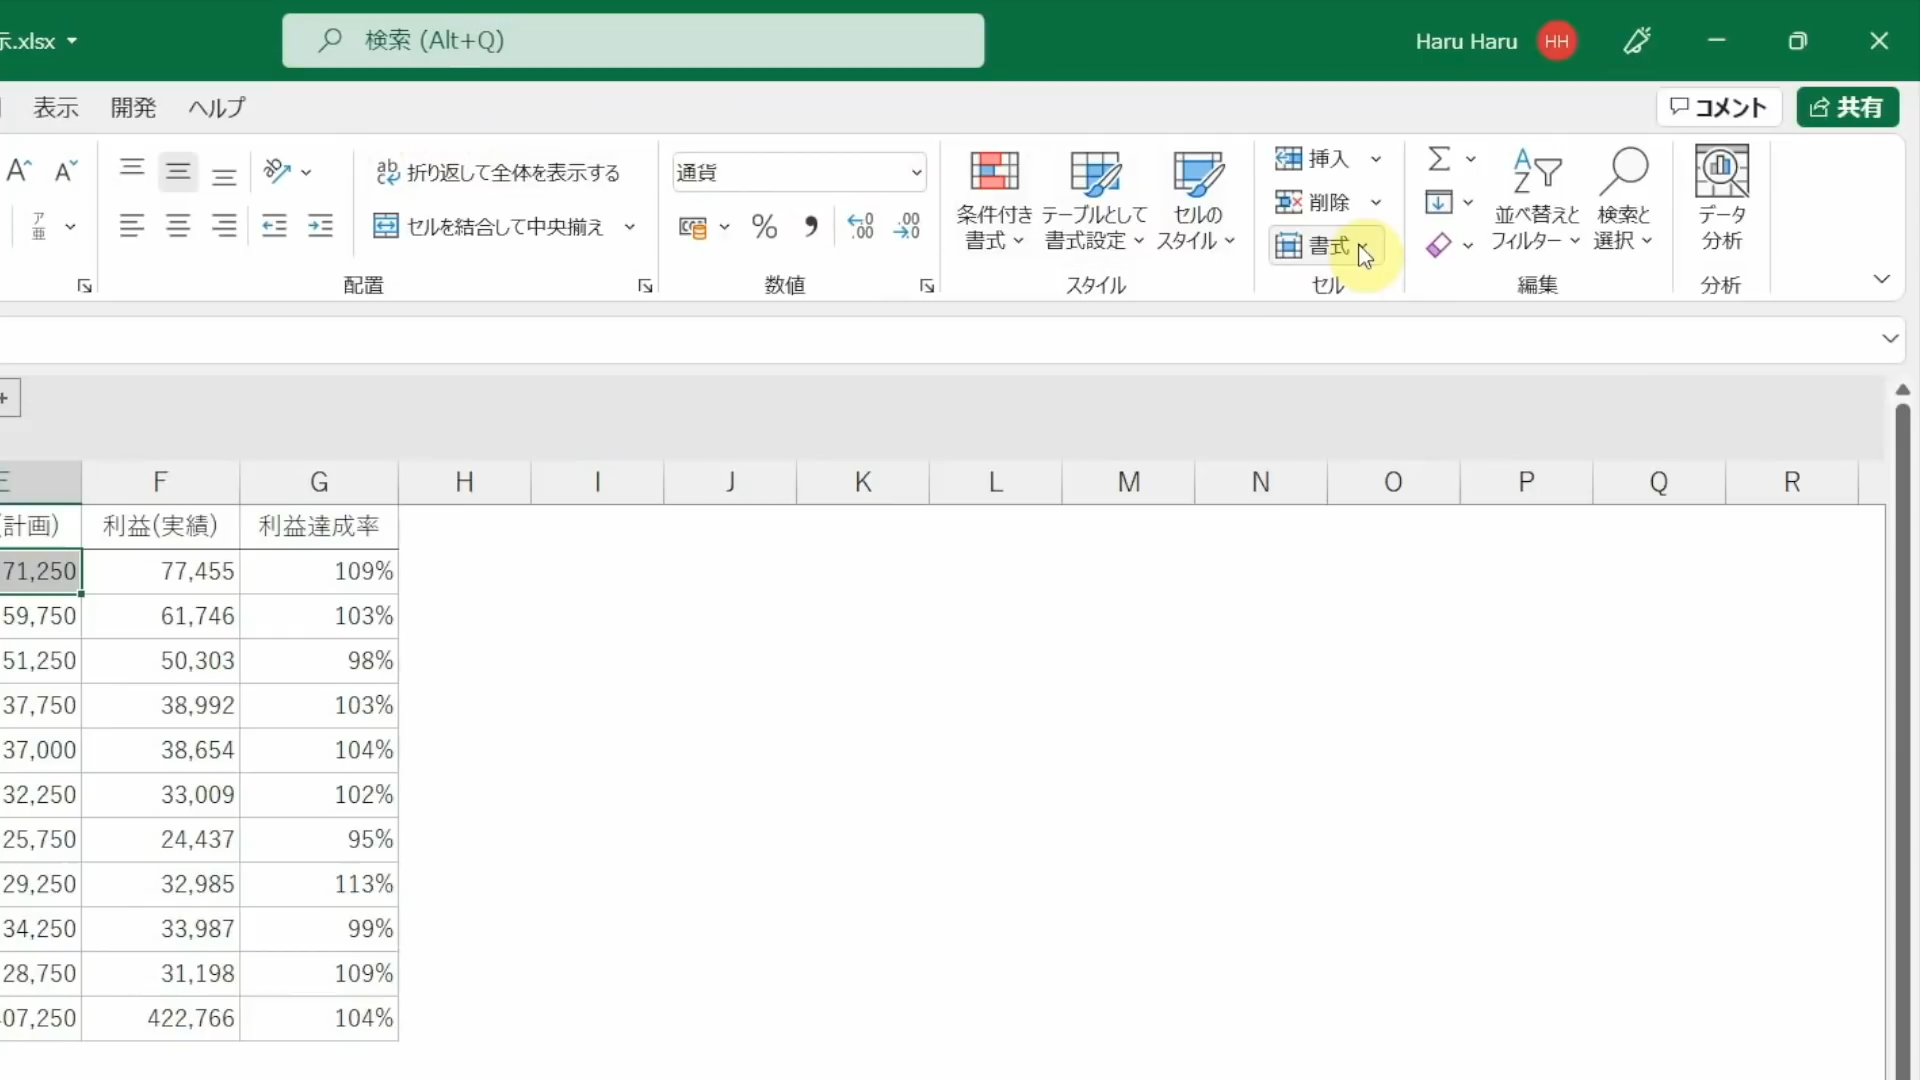 示.xlsx
検索 (Alt+Q)
Haru Haru
HH
表示 開発 ヘルプ
コメント
共有
折り返して全体を表示する
セルを結合して中央揃え
配置
通貨
数値
条件付き
書式
テーブルとして
書式設定
セルの
スタイル
スタイル
挿入
削除
書式
セル
並べ替えと
フィルター
検索と
選択
編集
データ
分析
分析
E F G H I J K L M N O P Q R
(計画) 利益(実績) 利益達成率
71,250 77,455 109%
59,750 61,746 103%
51,250 50,303 98%
37,750 38,992 103%
37,000 38,654 104%
32,250 33,009 102%
25,750 24,437 95%
29,250 32,985 113%
34,250 33,987 99%
28,750 31,198 109%
07,250 422,766 104%